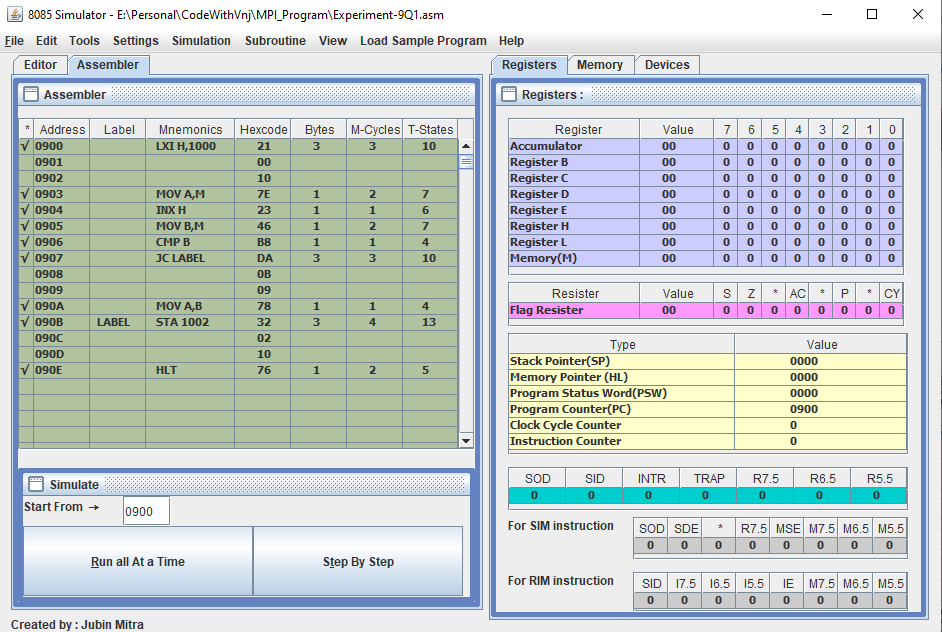 8085 Simulator - E:\Personal\CodeWithVnj\MPI_Program\Experiment-9Q1.asm
File Edit Tools Settings Simulation Subroutine View Load Sample Program Help
Editor Assembler
Assembler
* Address Label Mnemonics Hexcode Bytes M-Cycles T-States
√ 0900 LXI H,1000 21 3 3 10
0901 00
0902 10
√ 0903 MOV A,M 7E 1 2 7
√ 0904 INX H 23 1 1 6
√ 0905 MOV B,M 46 1 2 7
√ 0906 CMP B B8 1 1 4
√ 0907 JC LABEL DA 3 3 10
0908 0B
0909 09
√ 090A MOV A,B 78 1 1 4
√ 090B LABEL STA 1002 32 3 4 13
090C 02
090D 10
√ 090E HLT 76 1 2 5
Simulate
Start From → 0900
Run all At a Time Step By Step
Created by : Jubin Mitra
Registers Memory Devices
Registers :
Register Value 7 6 5 4 3 2 1 0
Accumulator 00 0 0 0 0 0 0 0 0
Register B 00 0 0 0 0 0 0 0 0
Register C 00 0 0 0 0 0 0 0 0
Register D 00 0 0 0 0 0 0 0 0
Register E 00 0 0 0 0 0 0 0 0
Register H 00 0 0 0 0 0 0 0 0
Register L 00 0 0 0 0 0 0 0 0
Memory(M) 00 0 0 0 0 0 0 0 0
Resister Value S Z * AC * P * CY
Flag Resister 00 0 0 0 0 0 0 0 0
Type Value
Stack Pointer(SP) 0000
Memory Pointer (HL) 0000
Program Status Word(PSW) 0000
Program Counter(PC) 0900
Clock Cycle Counter 0
Instruction Counter 0
SOD SID INTR TRAP R7.5 R6.5 R5.5
0 0 0 0 0 0 0
For SIM instruction SOD SDE * R7.5 MSE M7.5 M6.5 M5.5
0 0 0 0 0 0 0 0
For RIM instruction SID I7.5 I6.5 I5.5 IE M7.5 M6.5 M5.5
0 0 0 0 0 0 0 0